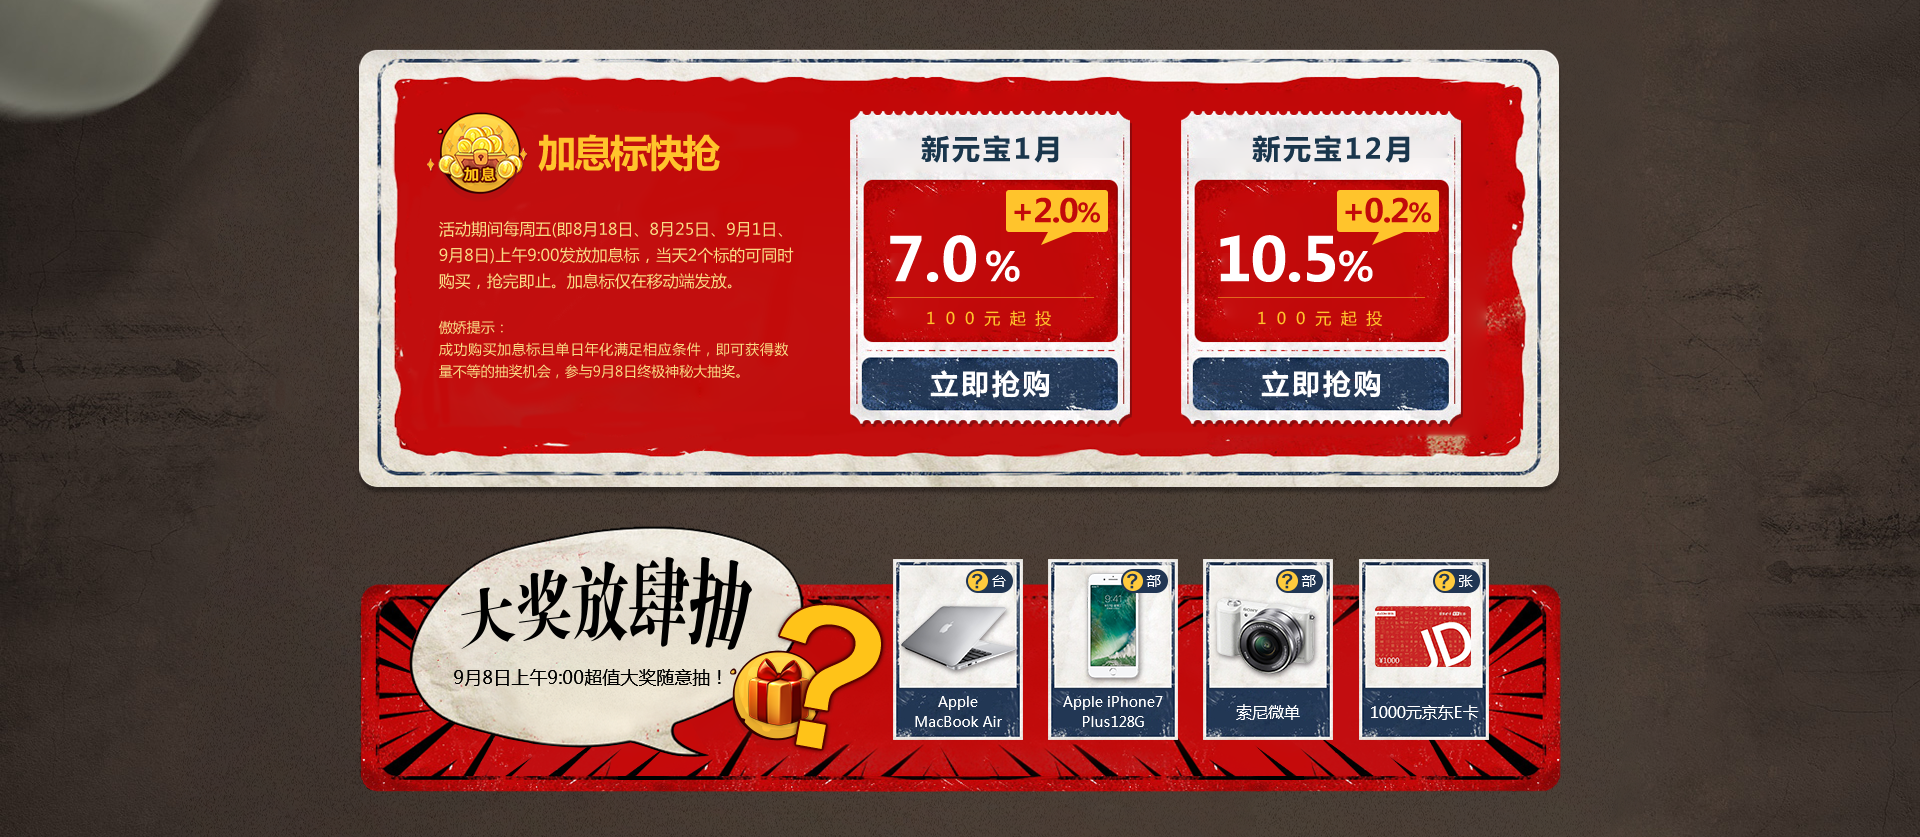 加息
加息标快抢
活动期间每周五(即8月18日、8月25日、9月1日、
9月8日)上午9:00发放加息标，当天2个标的可同时
购买，抢完即止。加息标仅在移动端发放。
傲娇提示：
成功购买加息标且单日年化满足相应条件，即可获得数
量不等的抽奖机会，参与9月8日终极神秘大抽奖。
新元宝1月
+2.0%
7.0%
100元起投
立即抢购
新元宝12月
+0.2%
10.5%
100元起投
立即抢购
大奖放肆抽
9月8日上午9:00超值大奖随意抽！
?
?台
Apple
MacBook Air
?部
9:41
Apple iPhone7
Plus128G
?部
SONY
索尼微单
?张
JD
¥1000
1000元京东E卡